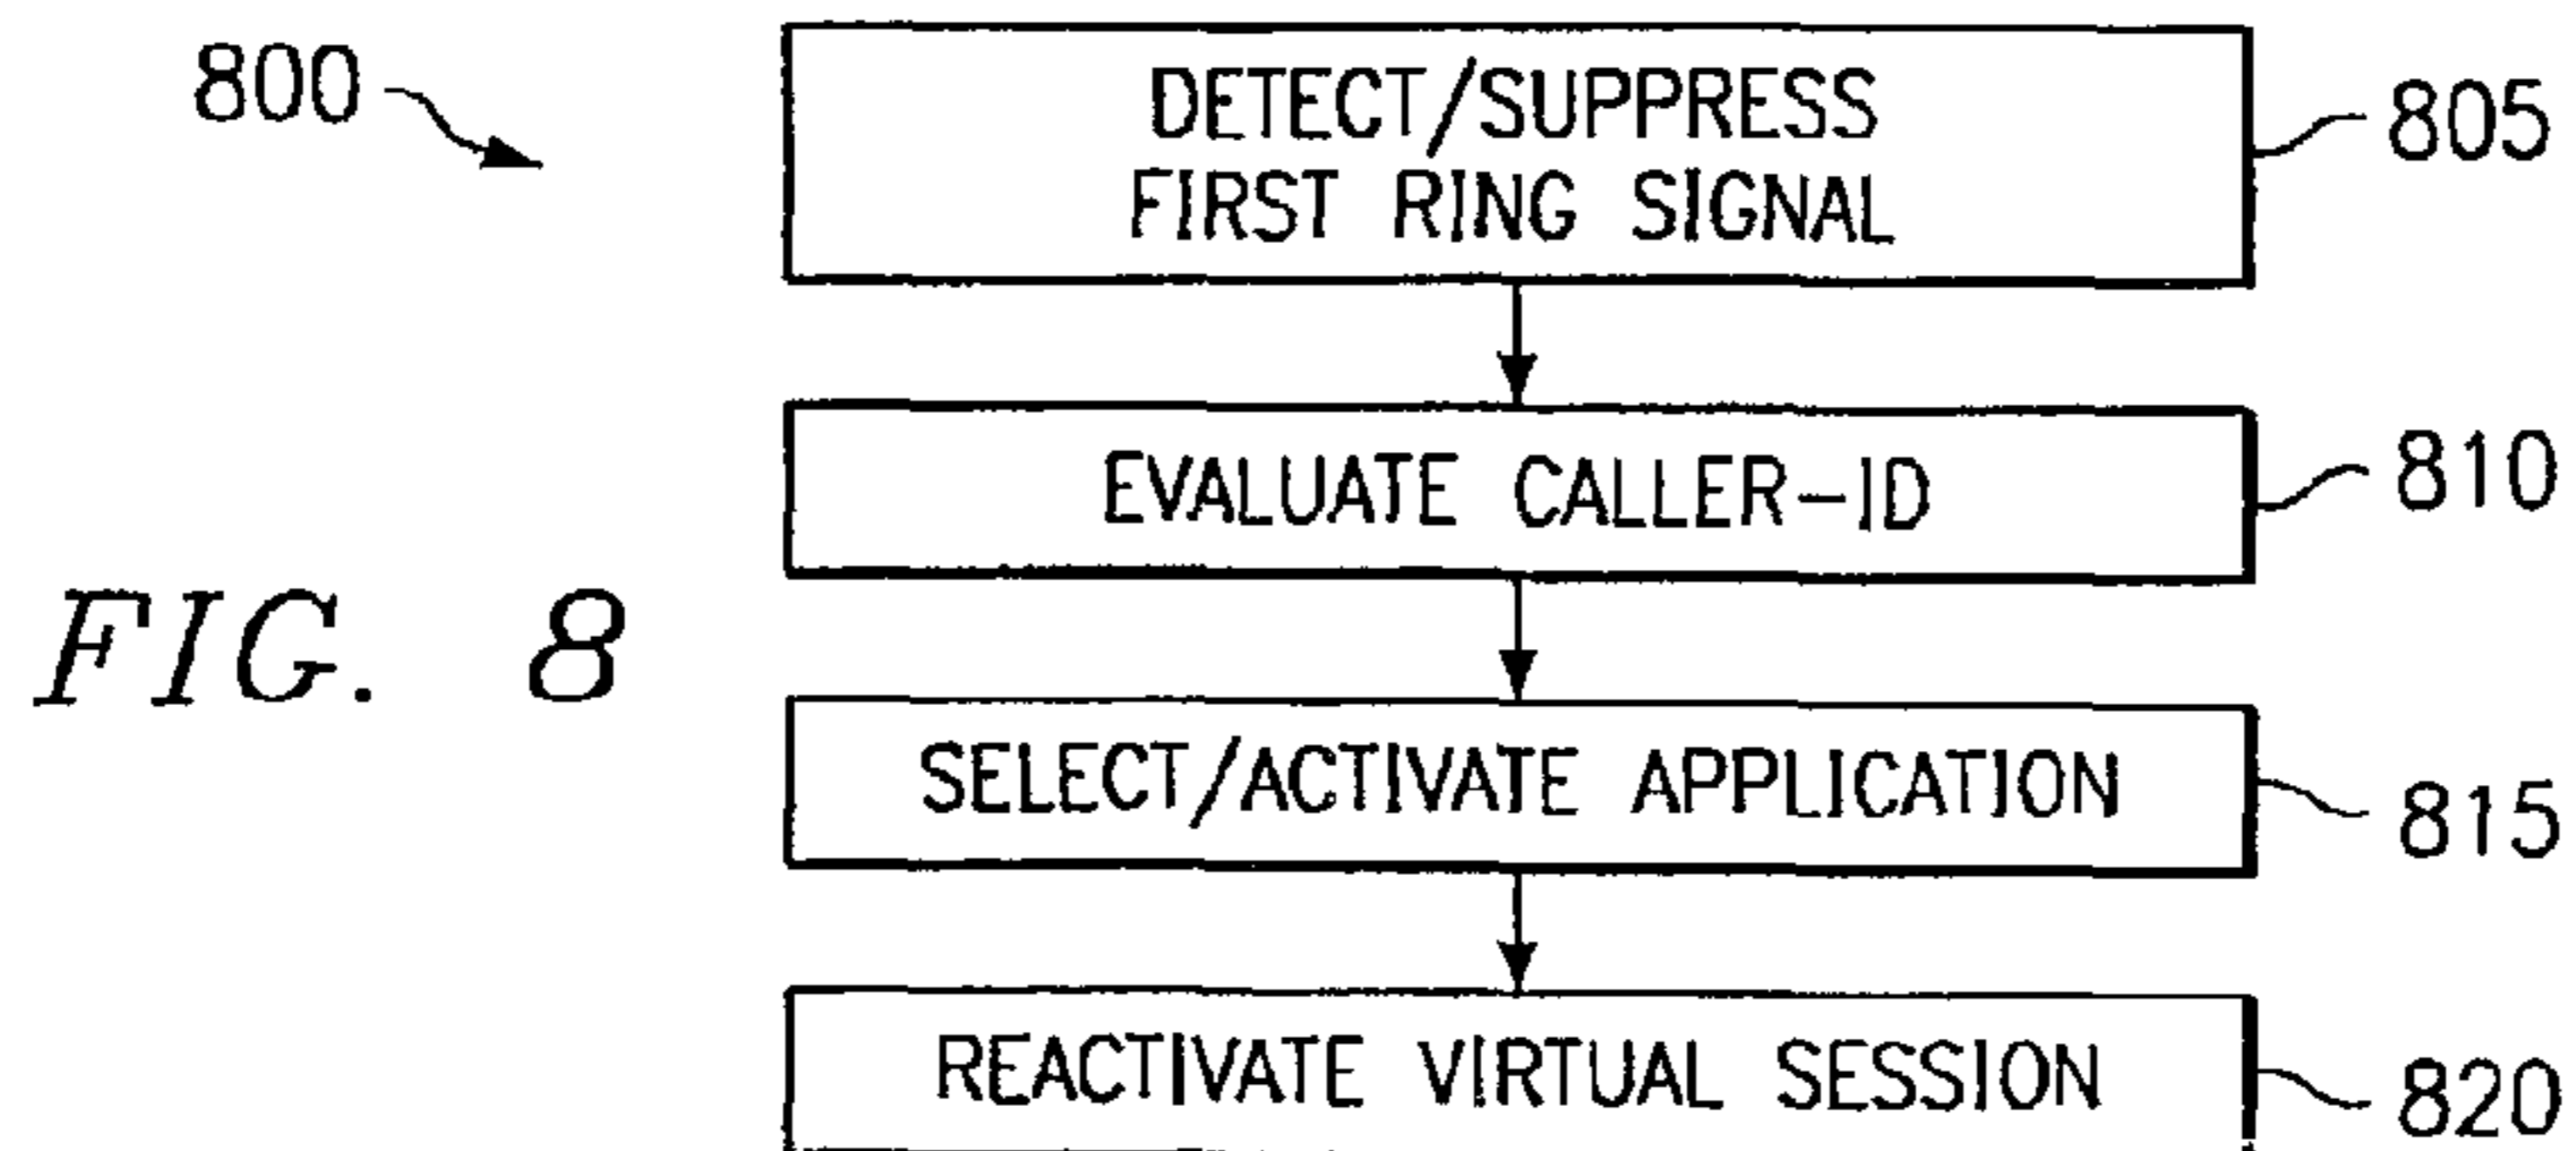 800
DETECT/SUPPRESS
FIRST RING SIGNAL
805
EVALUATE CALLER-ID
810
FIG. 8
SELECT/ACTIVATE APPLICATION
815
REACTIVATE VIRTUAL SESSION
820